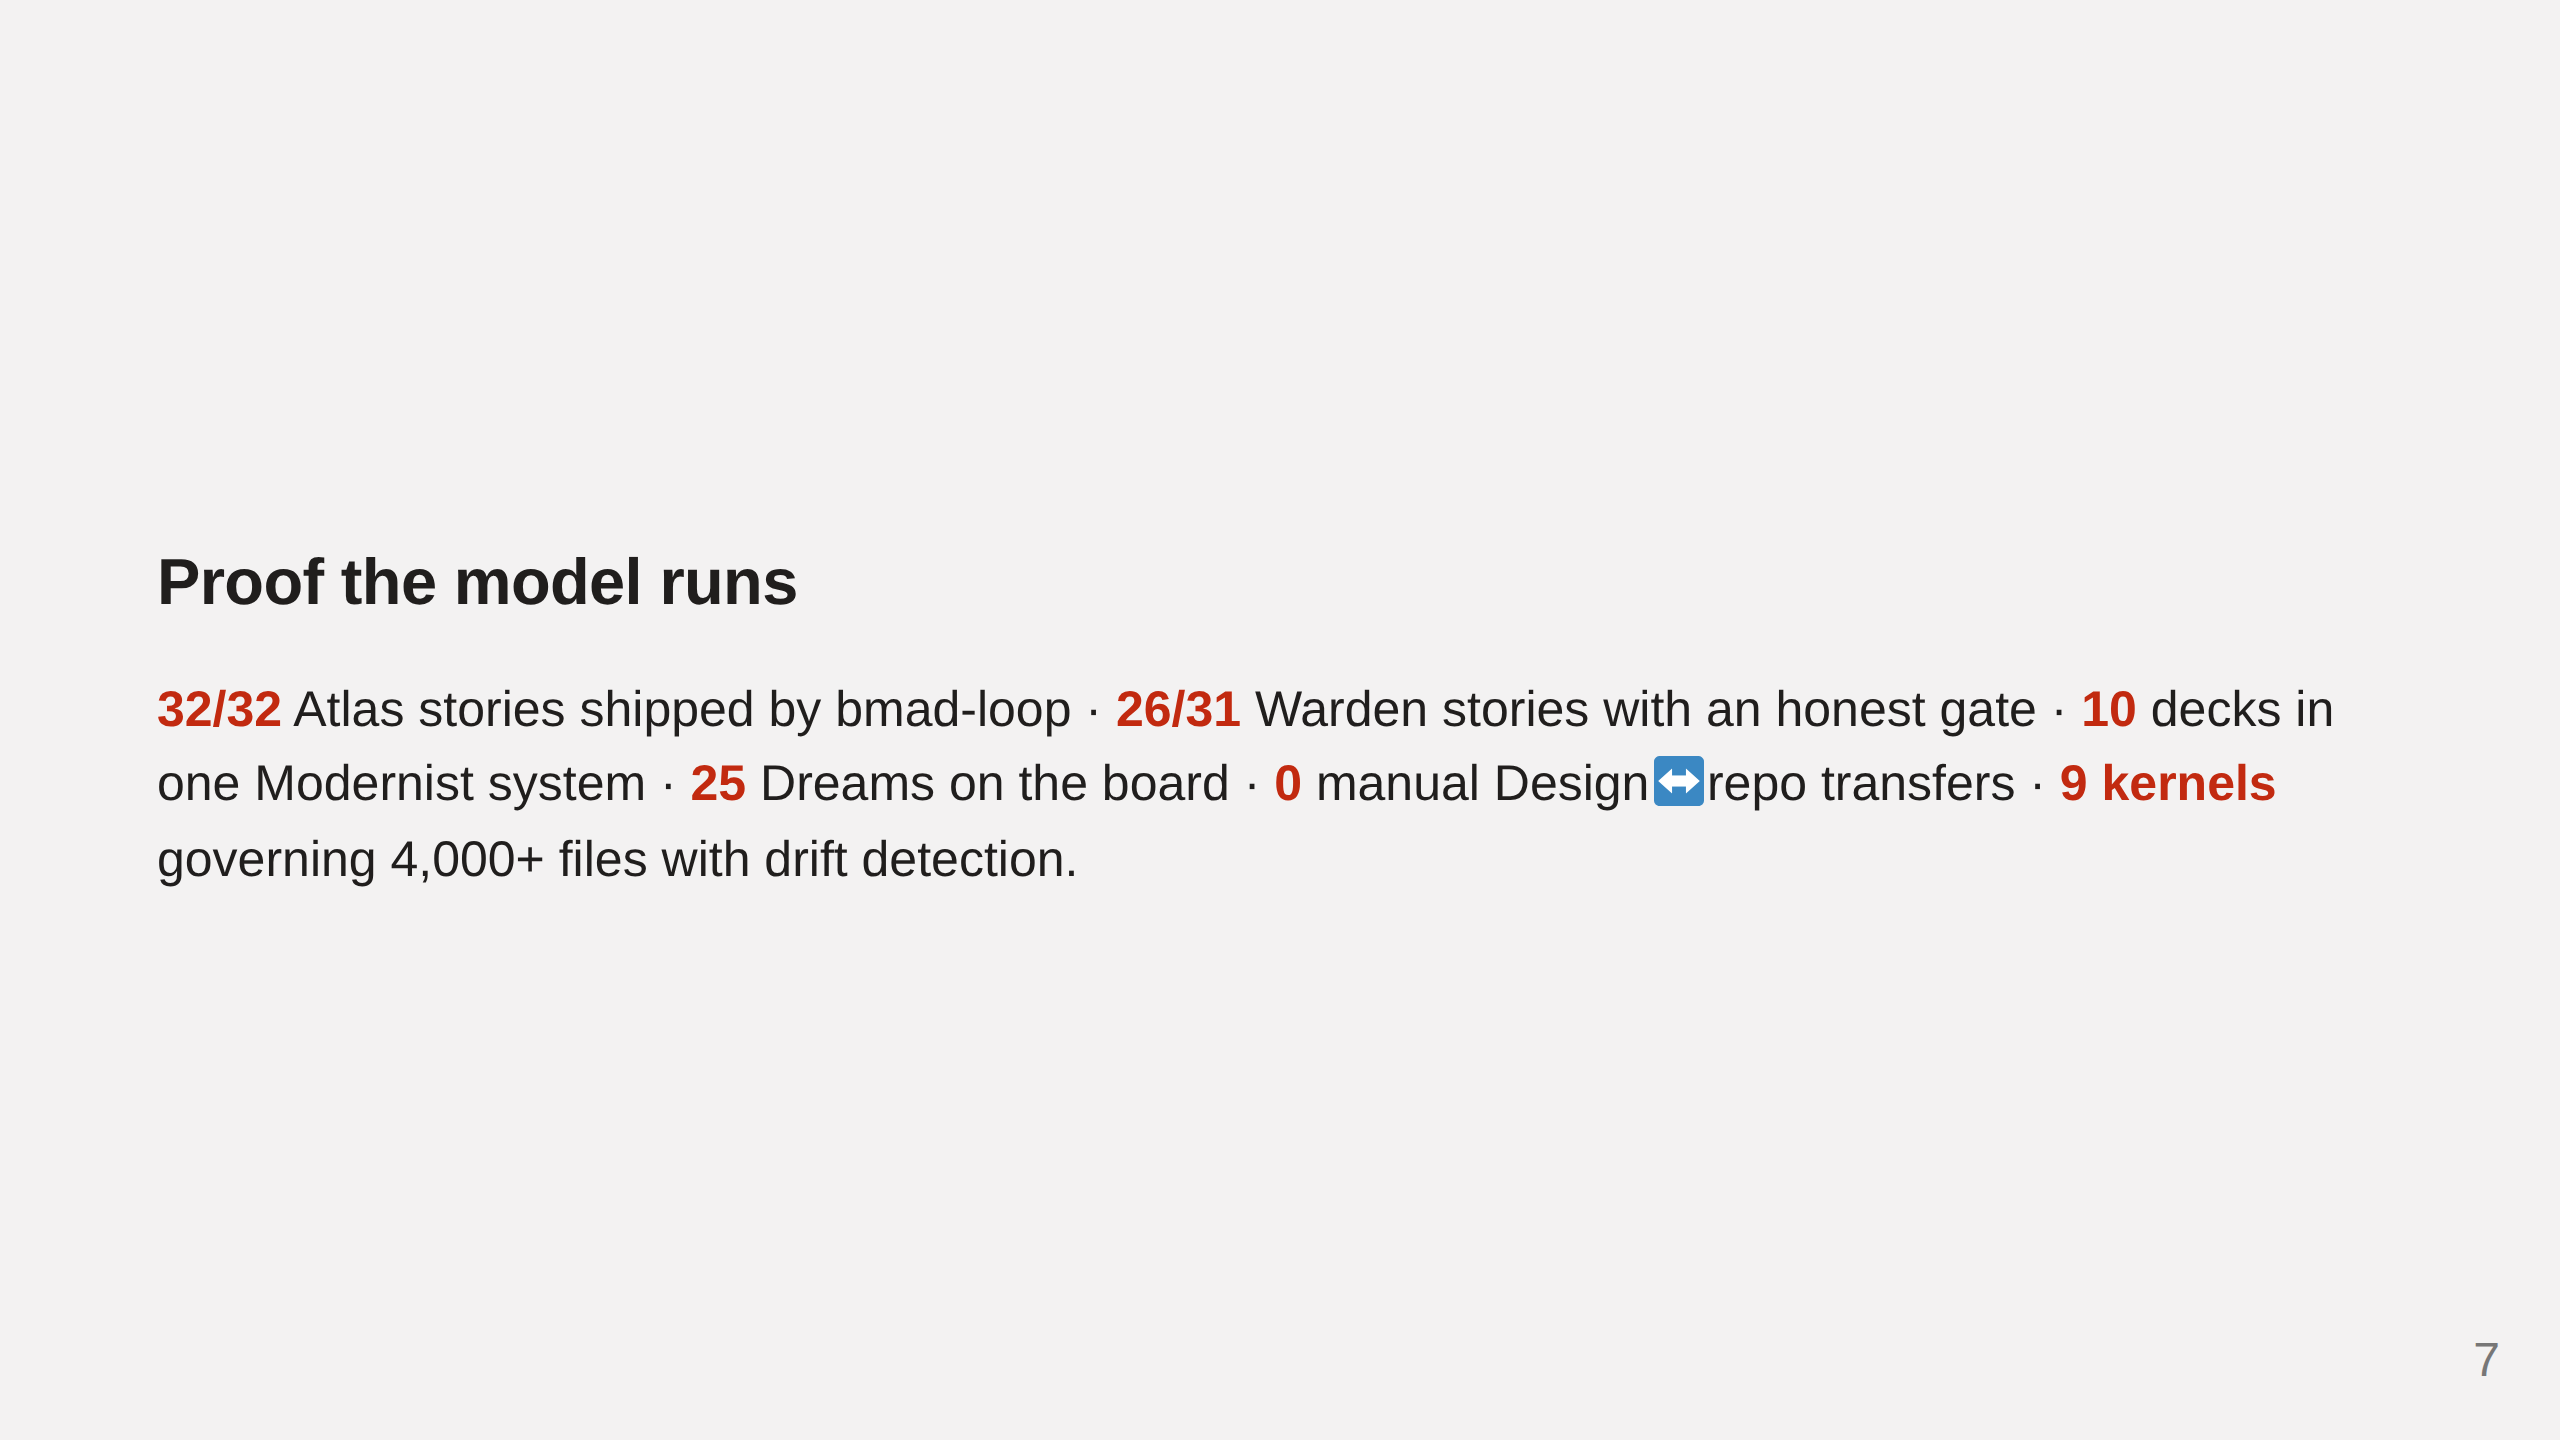 Proof the model runs
32/32 Atlas stories shipped by bmad-loop · 26/31 Warden stories with an honest gate · 10 decks in
one Modernist system · 25 Dreams on the board · 0 manual Design↔️repo transfers · 9 kernels
governing 4,000+ files with drift detection.
7